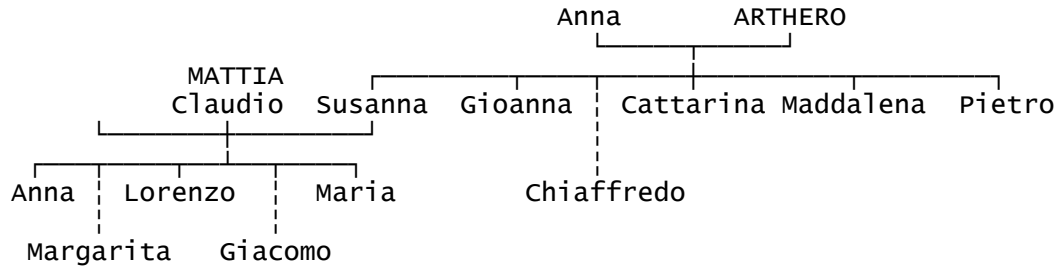 Anna ARTHERO
MATTIA
Claudio Susanna Gioanna Cattarina Maddalena Pietro
Anna Lorenzo Maria Chiaffredo
Margarita Giacomo